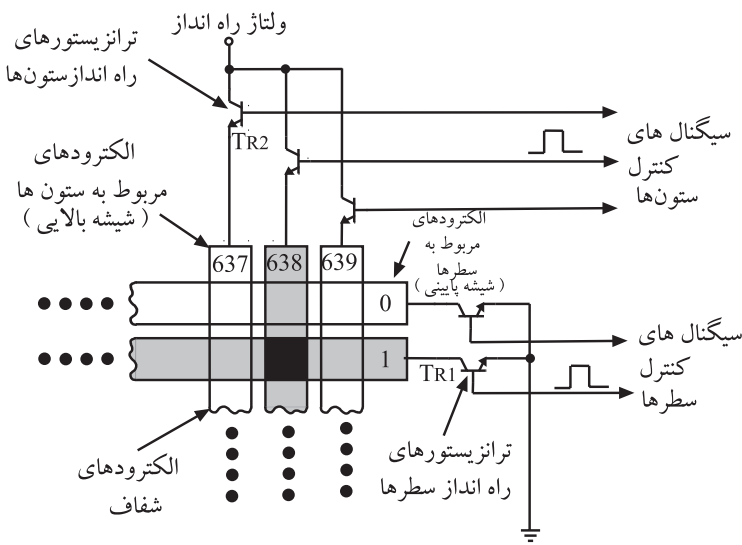 ولتاژ راه انداز
ترانزیستورهای
راه اندازستون‌ها
TR2
سیگنال های
کنترل
ستون‌ها
الکترودهای
مربوط به ستون ها
( شیشه بالایی )
الکترودهای
مربوط به
سطرها
( شیشه پایینی )
637 638 639
0
1
TR1
سیگنال های
کنترل
سطرها
ترانزیستورهای
راه انداز سطرها
الکترودهای
شفاف